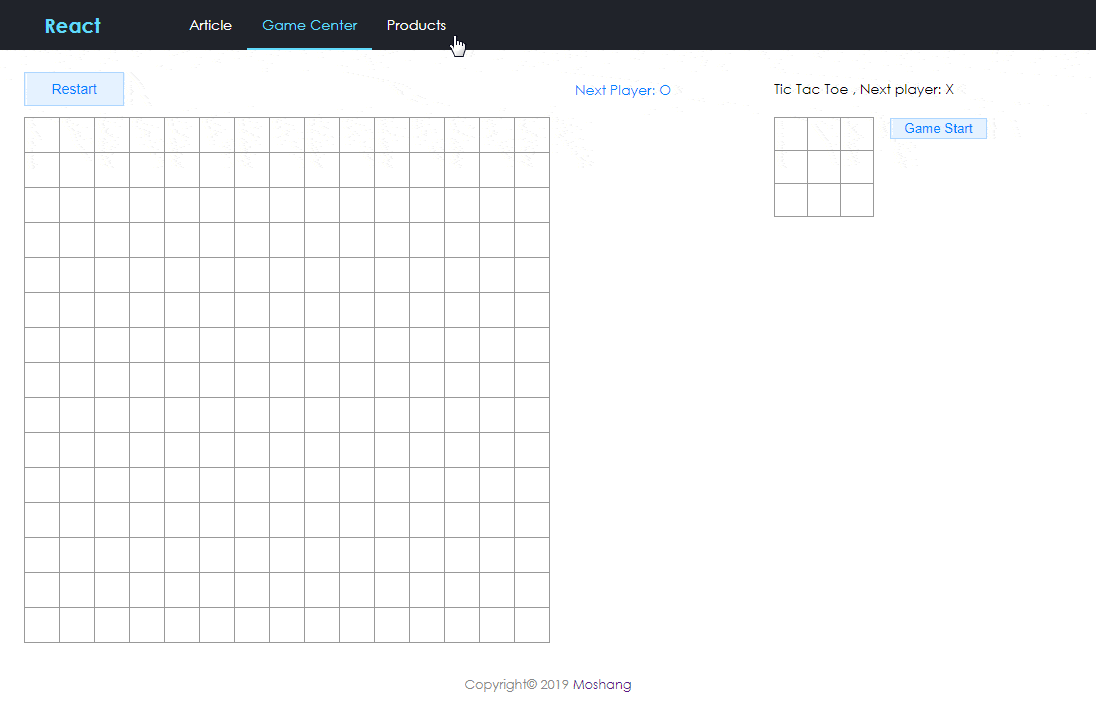 React Article Game Center Products
Restart
Next Player: O
Tic Tac Toe , Next player: X
Game Start
Copyright© 2019 Moshang